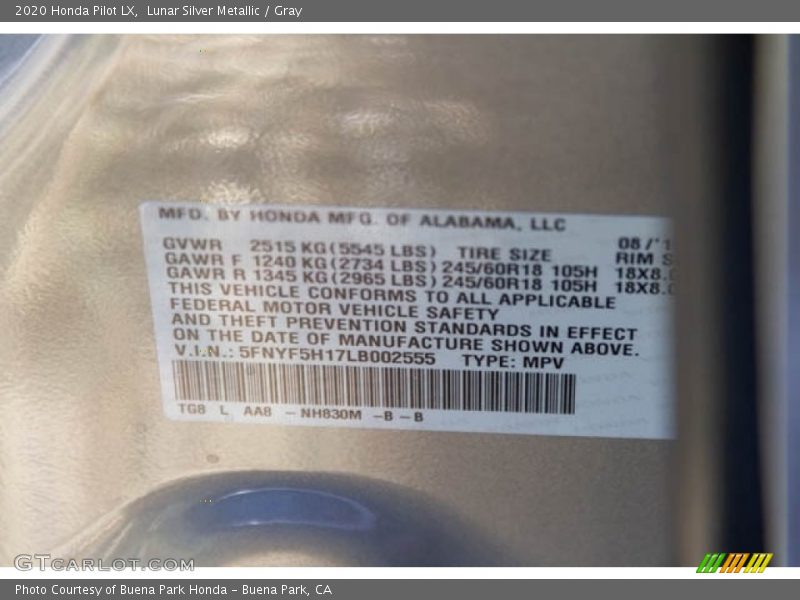 2020 Honda Pilot LX, Lunar Silver Metallic / Gray
MFD. BY HONDA MFG. OF ALABAMA, LLC
GVWR 2515 KG (5545 LBS) TIRE SIZE RIM
GAWR F 1240 KG (2734 LBS) 245/60R18 105H
GAWR R 1345 KG (2965 LBS) 245/60R18 105H
THIS VEHICLE CONFORMS TO ALL APPLICABLE
FEDERAL MOTOR VEHICLE SAFETY
AND THEFT PREVENTION STANDARDS IN EFFECT
ON THE DATE OF MANUFACTURE SHOWN ABOVE.
V.I.N.: 5FNYF5H17LB002555 TYPE: MPV
TG8 L AA8 - NH830M - B - B
GTCARLOT.COM
Photo Courtesy of Buena Park Honda - Buena Park, CA